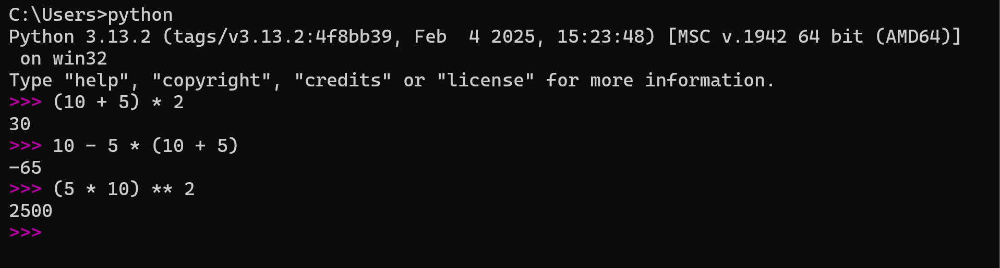 C:\Users>python
Python 3.13.2 (tags/v3.13.2:4f8bb39, Feb  4 2025, 15:23:48) [MSC v.1942 64 bit (AMD64)]
 on win32
Type "help", "copyright", "credits" or "license" for more information.
>>> (10 + 5) * 2
30
>>> 10 - 5 * (10 + 5)
-65
>>> (5 * 10) ** 2
2500
>>>